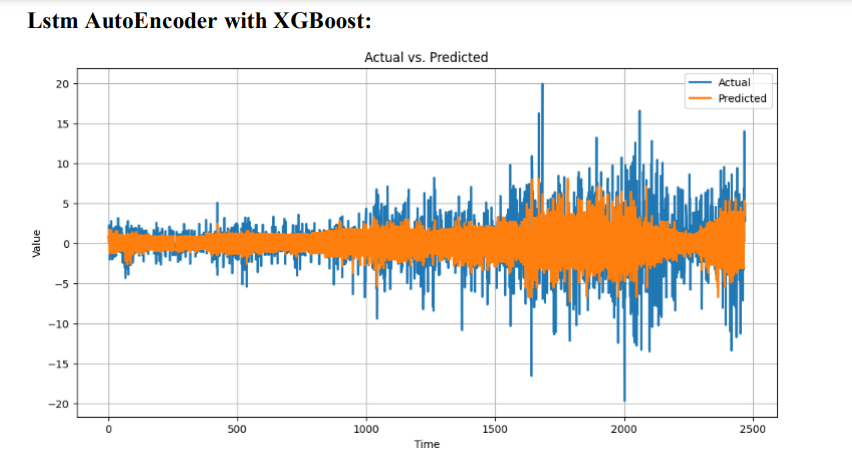 Lstm AutoEncoder with XGBoost:
Actual vs. Predicted
Actual
Predicted
20
15
10
5
0
−5
−10
−15
−20
Value
0 500 1000 1500 2000 2500
Time